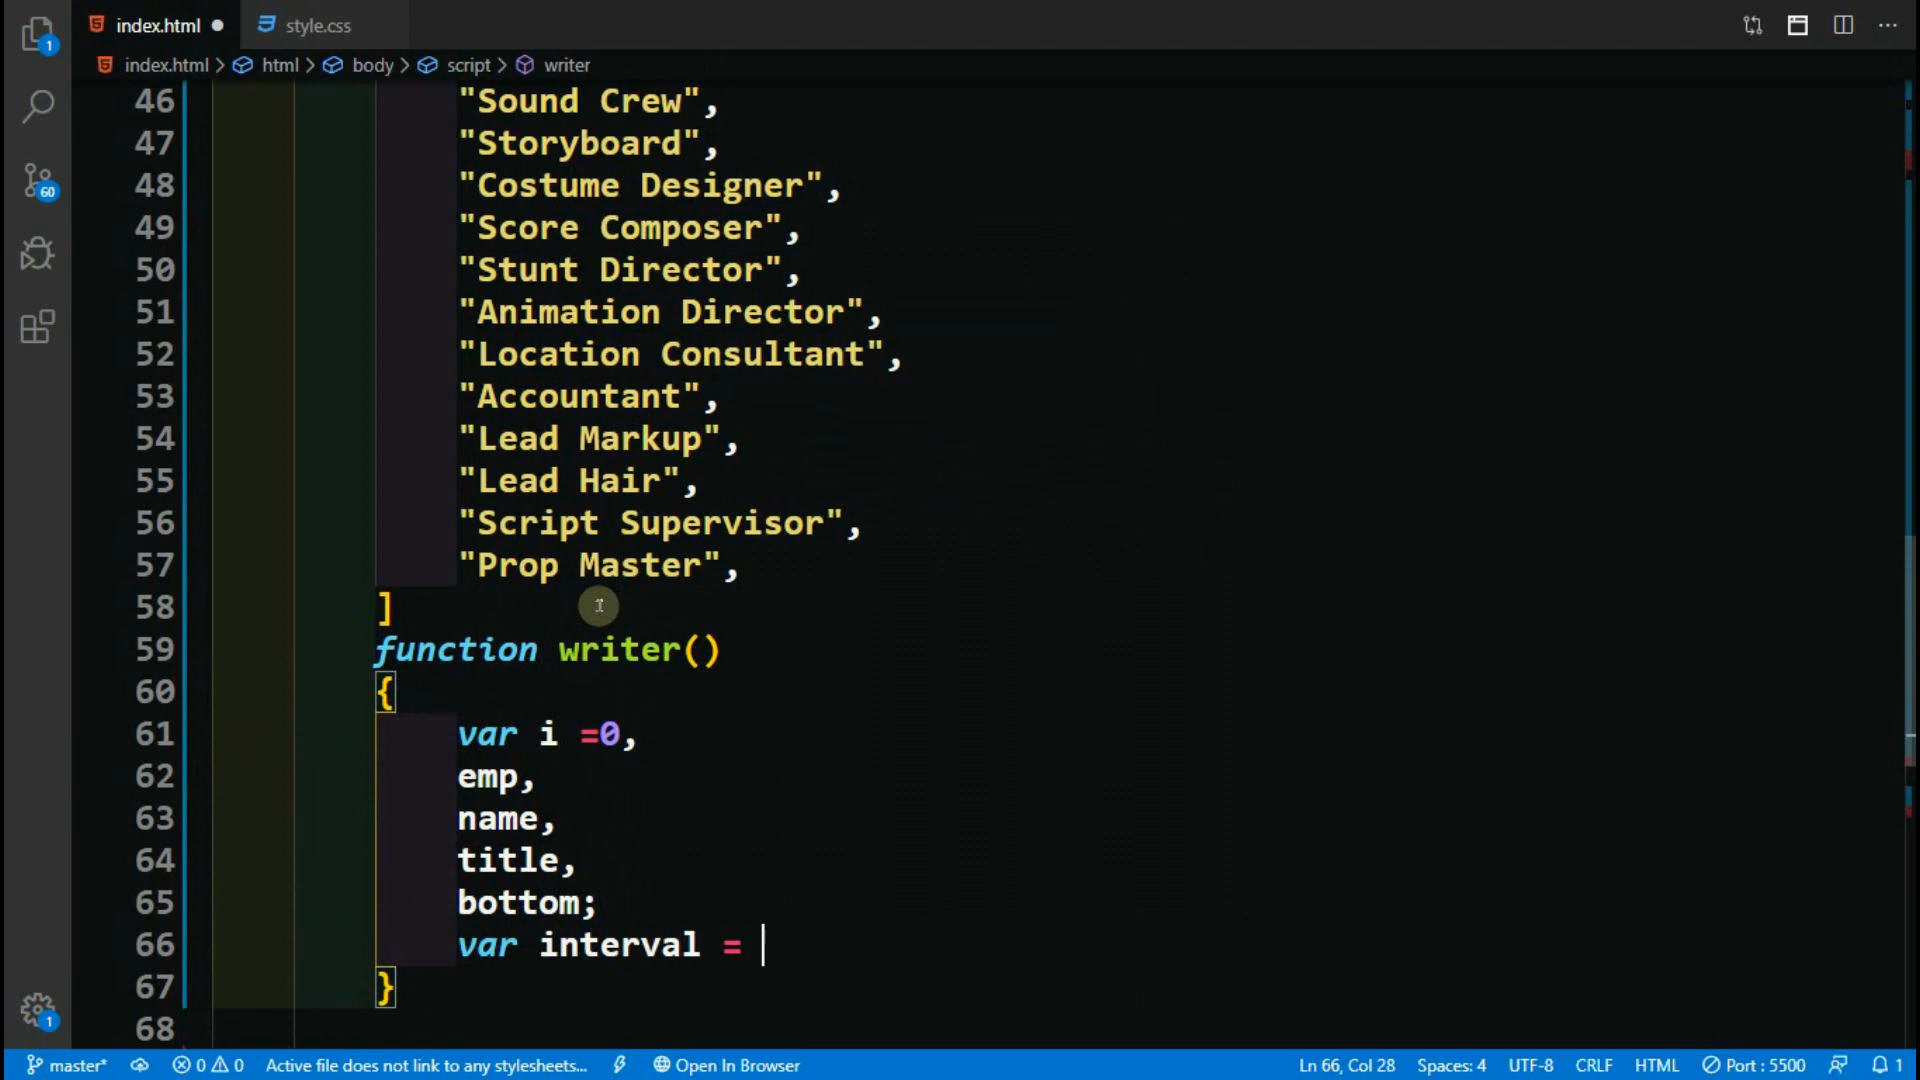 index.html ● style.css
index.html > html > body > script > writer
1
60
46 "Sound Crew",
47 "Storyboard",
48 "Costume Designer",
49 "Score Composer",
50 "Stunt Director",
51 "Animation Director",
52 "Location Consultant",
53 "Accountant",
54 "Lead Markup",
55 "Lead Hair",
56 "Script Supervisor",
57 "Prop Master",
58 ]
59 function writer()
60 {
61 var i =0,
62 emp,
63 name,
64 title,
65 bottom;
66 var interval =
67 }
68
1
master* 0 0 Active file does not link to any stylesheets... Open In Browser Ln 66, Col 28 Spaces: 4 UTF-8 CRLF HTML Port : 5500 1